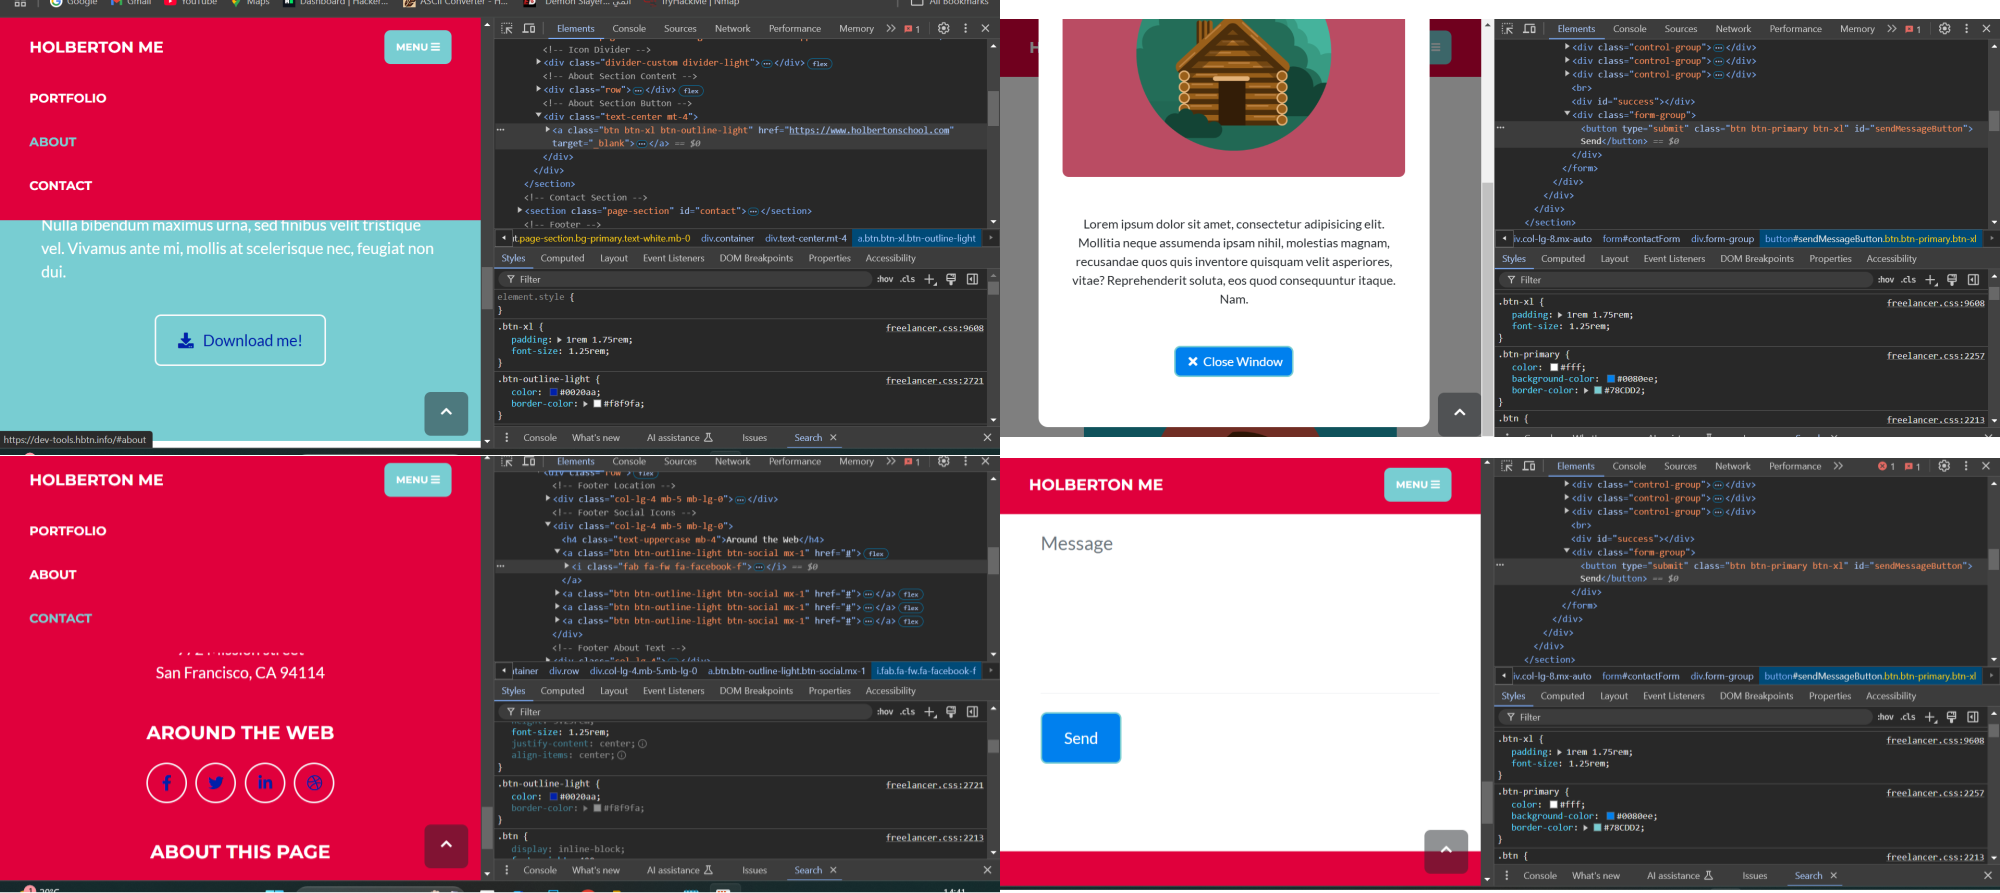 Google Gmail YouTube Maps Dashboard | Hacker... ASCII Converter - H... Demon Slayer... TryHackMe | Nmap All Bookmarks
HOLBERTON ME
MENU
PORTFOLIO
ABOUT
CONTACT
Nulla bibendum maximus urna, sed finibus velit tristique
vel. Vivamus ante mi, mollis at scelerisque nec, feugiat non
dui.
Download me!
https://dev-tools.hbtn.info/#about
Elements Console Sources Network Performance Memory 1
<!-- Icon Divider -->
<div class="divider-custom divider-light"></div> flex
<!-- About Section Content -->
<div class="row"></div> flex
<!-- About Section Button -->
<div class="text-center mt-4">
<a class="btn btn-xl btn-outline-light" href="https://www.holbertonschool.com"
target="_blank"></a> == $0
</div>
</div>
</section>
<!-- Contact Section -->
<section class="page-section" id="contact"></section>
<!-- Footer -->
t.page-section.bg-primary.text-white.mb-0 div.container div.text-center.mt-4 a.btn.btn-xl.btn-outline-light
Styles Computed Layout Event Listeners DOM Breakpoints Properties Accessibility
Filter :hov .cls
element.style {
}
.btn-xl { freelancer.css:9608
padding: 1rem 1.75rem;
font-size: 1.25rem;
}
.btn-outline-light { freelancer.css:2721
color: #0020aa;
border-color: #f8f9fa;
}
Console What's new AI assistance Issues Search
Lorem ipsum dolor sit amet, consectetur adipisicing elit.
Mollitia neque assumenda ipsam nihil, molestias magnam,
recusandae quos quis inventore quisquam velit asperiores,
vitae? Reprehenderit soluta, eos quod consequuntur itaque.
Nam.
Close Window
Elements Console Sources Network Performance Memory 1
<div class="control-group"></div>
<div class="control-group"></div>
<div class="control-group"></div>
<br>
<div id="success"></div>
<div class="form-group">
<button type="submit" class="btn btn-primary btn-xl" id="sendMessageButton">
Send</button> == $0
</div>
</form>
</div>
</div>
</div>
</section>
iv.col-lg-8.mx-auto form#contactForm div.form-group button#sendMessageButton.btn.btn-primary.btn-xl
Styles Computed Layout Event Listeners DOM Breakpoints Properties Accessibility
Filter :hov .cls
.btn-xl { freelancer.css:9608
padding: 1rem 1.75rem;
font-size: 1.25rem;
}
.btn-primary { freelancer.css:2257
color: #fff;
background-color: #0080ee;
border-color: #78CDD2;
}
.btn { freelancer.css:2213
HOLBERTON ME
MENU
PORTFOLIO
ABOUT
CONTACT
San Francisco, CA 94114
AROUND THE WEB
ABOUT THIS PAGE
Elements Console Sources Network Performance Memory 1
<div class="row"></div> flex
<!-- Footer Location -->
<div class="col-lg-4 mb-5 mb-lg-0"></div>
<!-- Footer Social Icons -->
<div class="col-lg-4 mb-5 mb-lg-0">
<h4 class="text-uppercase mb-4">Around the Web</h4>
<a class="btn btn-outline-light btn-social mx-1" href="#"> flex
<i class="fab fa-fw fa-facebook-f"></i> == $0
</a>
<a class="btn btn-outline-light btn-social mx-1" href="#"></a> flex
<a class="btn btn-outline-light btn-social mx-1" href="#"></a> flex
<a class="btn btn-outline-light btn-social mx-1" href="#"></a> flex
</div>
<!-- Footer About Text -->
<div class="col-lg-4"></div>
ntainer div.row div.col-lg-4.mb-5.mb-lg-0 a.btn.btn-outline-light.btn-social.mx-1 i.fab.fa-fw.fa-facebook-f
Styles Computed Layout Event Listeners DOM Breakpoints Properties Accessibility
Filter :hov .cls
height: 3.25rem;
font-size: 1.25rem;
justify-content: center;
align-items: center;
}
.btn-outline-light { freelancer.css:2721
color: #0020aa;
border-color: #f8f9fa;
}
.btn { freelancer.css:2213
display: inline-block;
Console What's new AI assistance Issues Search
HOLBERTON ME
MENU
Message
Send
Elements Console Sources Network Performance 1 1
<div class="control-group"></div>
<div class="control-group"></div>
<div class="control-group"></div>
<br>
<div id="success"></div>
<div class="form-group">
<button type="submit" class="btn btn-primary btn-xl" id="sendMessageButton">
Send</button> == $0
</div>
</form>
</div>
</div>
</div>
</section>
iv.col-lg-8.mx-auto form#contactForm div.form-group button#sendMessageButton.btn.btn-primary.btn-xl
Styles Computed Layout Event Listeners DOM Breakpoints Properties Accessibility
Filter :hov .cls
.btn-xl { freelancer.css:9608
padding: 1rem 1.75rem;
font-size: 1.25rem;
}
.btn-primary { freelancer.css:2257
color: #fff;
background-color: #0080ee;
border-color: #78CDD2;
}
.btn { freelancer.css:2213
Console What's new AI assistance Issues Search